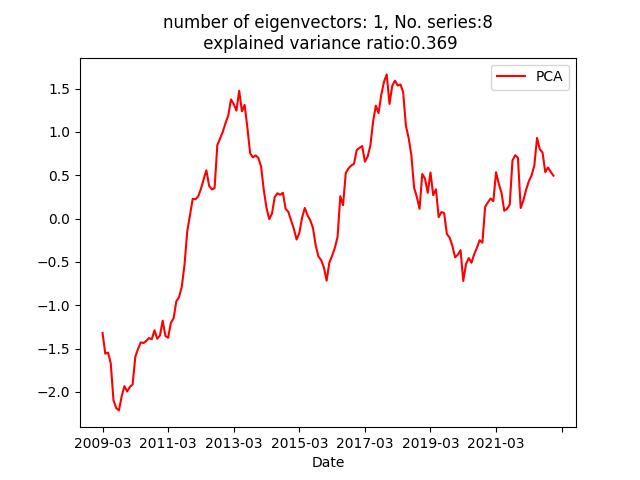 number of eigenvectors: 1, No. series:8
explained variance ratio:0.369
PCA
1.5
1.0
0.5
0.0
−0.5
−1.0
−1.5
−2.0
2009-03 2011-03 2013-03 2015-03 2017-03 2019-03 2021-03
Date